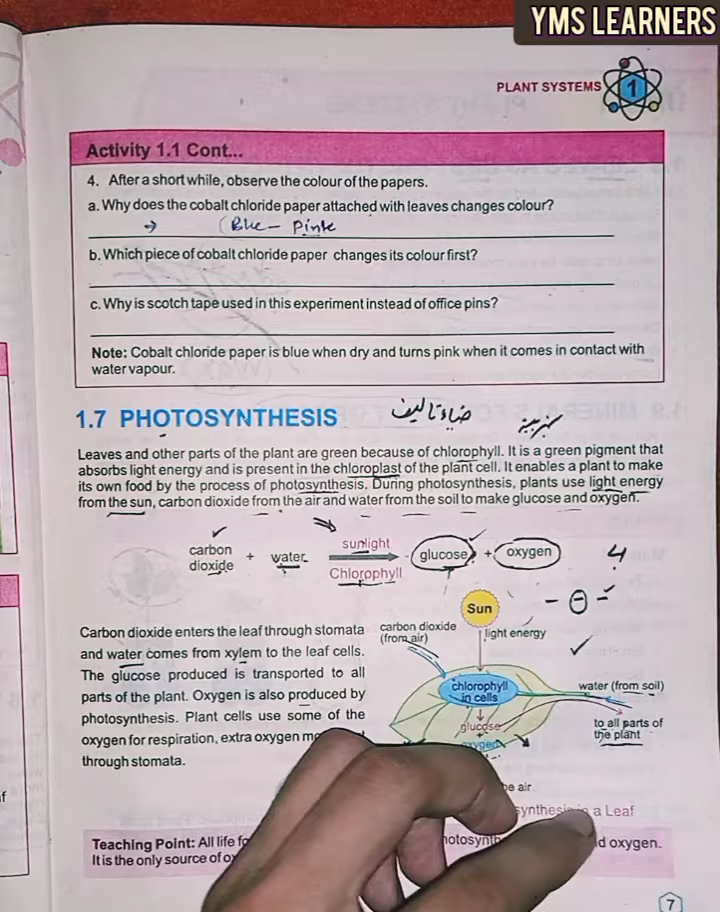 YMS LEARNERS
PLANT SYSTEMS 1
Activity 1.1 Cont...
4. After a short while, observe the colour of the papers.
a. Why does the cobalt chloride paper attached with leaves changes colour?
→ (Blue - Pink
b. Which piece of cobalt chloride paper changes its colour first?
c. Why is scotch tape used in this experiment instead of office pins?
Note: Cobalt chloride paper is blue when dry and turns pink when it comes in contact with
water vapour.
1.7 PHOTOSYNTHESIS
Leaves and other parts of the plant are green because of chlorophyll. It is a green pigment that
absorbs light energy and is present in the chloroplast of the plant cell. It enables a plant to make
its own food by the process of photosynthesis. During photosynthesis, plants use light energy
from the sun, carbon dioxide from the air and water from the soil to make glucose and oxygen.
carbon dioxide + water sunlight Chlorophyll glucose + oxygen
4
Sun
carbon dioxide
(from air)
light energy
chlorophyll
in cells
water (from soil)
glucose
+
oxygen
to all parts of
the plant
Carbon dioxide enters the leaf through stomata
and water comes from xylem to the leaf cells.
The glucose produced is transported to all
parts of the plant. Oxygen is also produced by
photosynthesis. Plant cells use some of the
oxygen for respiration, extra oxygen
through stomata.
air
synthesis in a Leaf
Teaching Point: All life oxygen.
It is the only source of
7